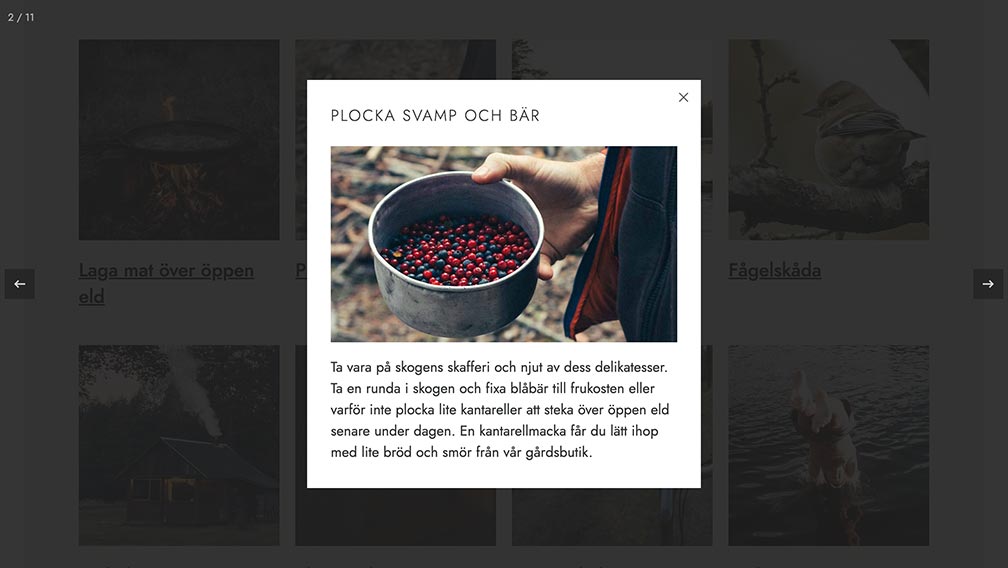 2 / 11
PLOCKA SVAMP OCH BÄR
Ta vara på skogens skafferi och njut av dess delikatesser.
Ta en runda i skogen och fixa blåbär till frukosten eller
varför inte plocka lite kantareller att steka över öppen eld
senare under dagen. En kantarellmacka får du lätt ihop
med lite bröd och smör från vår gårdsbutik.
Laga mat över öppen
eld
Fågelskåda